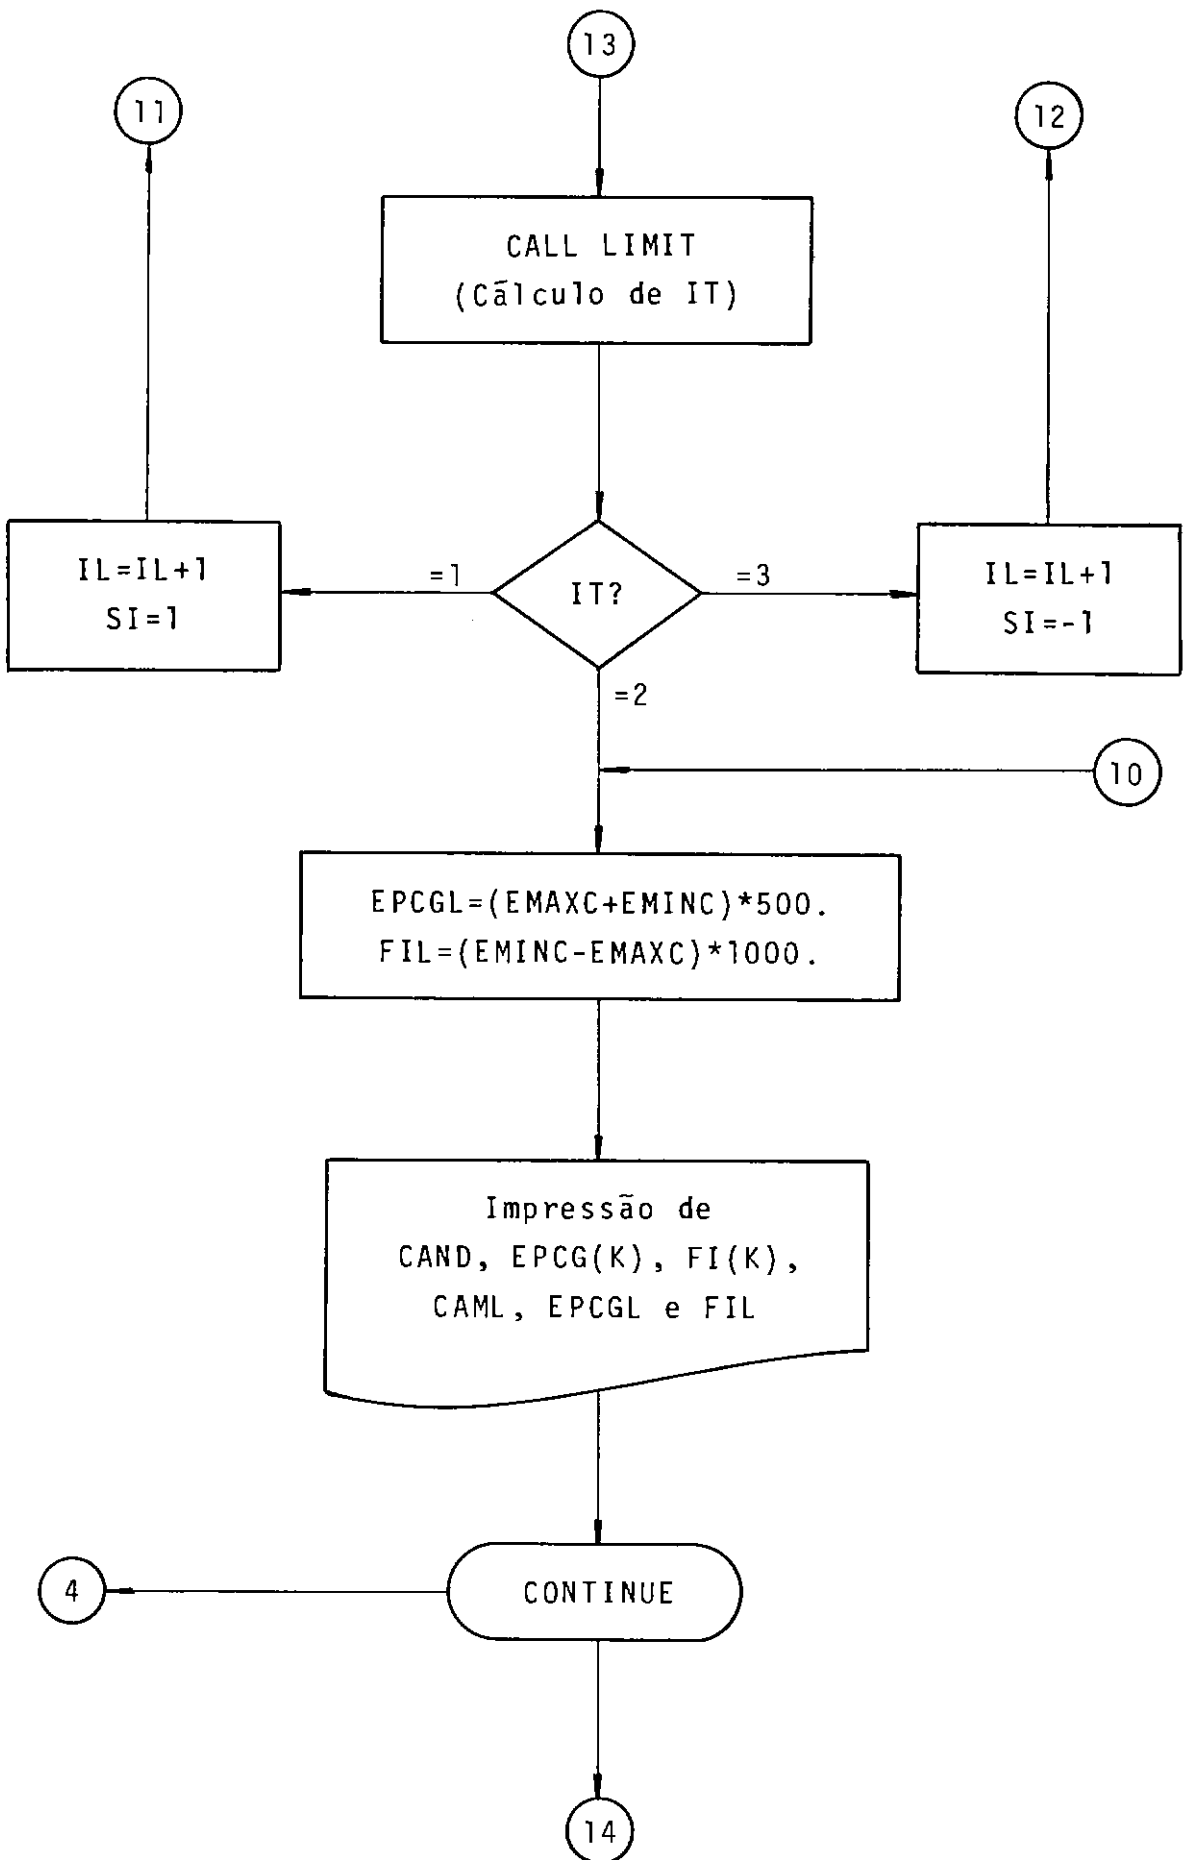 13
11
12
CALL LIMIT
(Cãlculo de IT)
IL=IL+1
SI=1
=1
IT?
=3
IL=IL+1
SI=-1
=2
10
EPCGL=(EMAXC+EMINC)*500.
FIL=(EMINC-EMAXC)*1000.
Impressão de
CAND, EPCG(K), FI(K),
CAML, EPCGL e FIL
4
CONTINUE
14